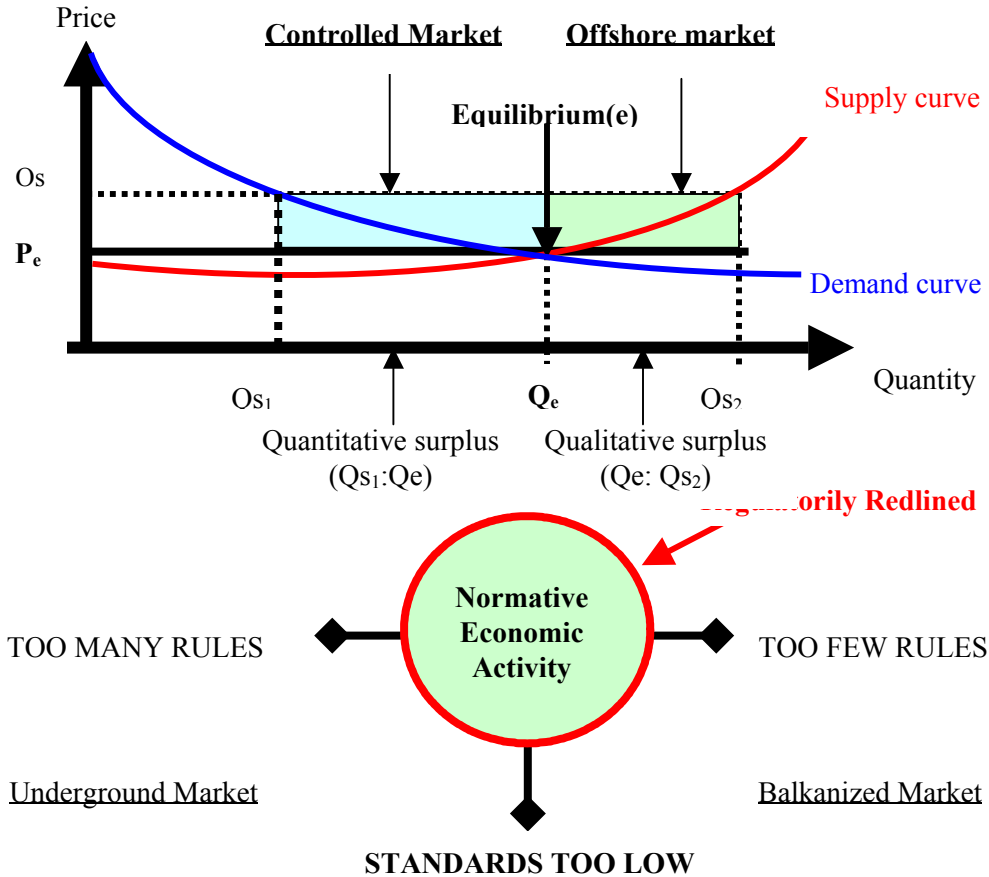 Price
Controlled Market
Offshore market
Equilibrium(e)
Supply curve
Os
Pe
Demand curve
Quantity
Os1
Qe
Os2
Quantitative surplus
(Qs1:Qe)
Qualitative surplus
(Qe: Qs2)
Regulatorily Redlined
Normative
Economic
Activity
TOO MANY RULES
TOO FEW RULES
Underground Market
Balkanized Market
STANDARDS TOO LOW